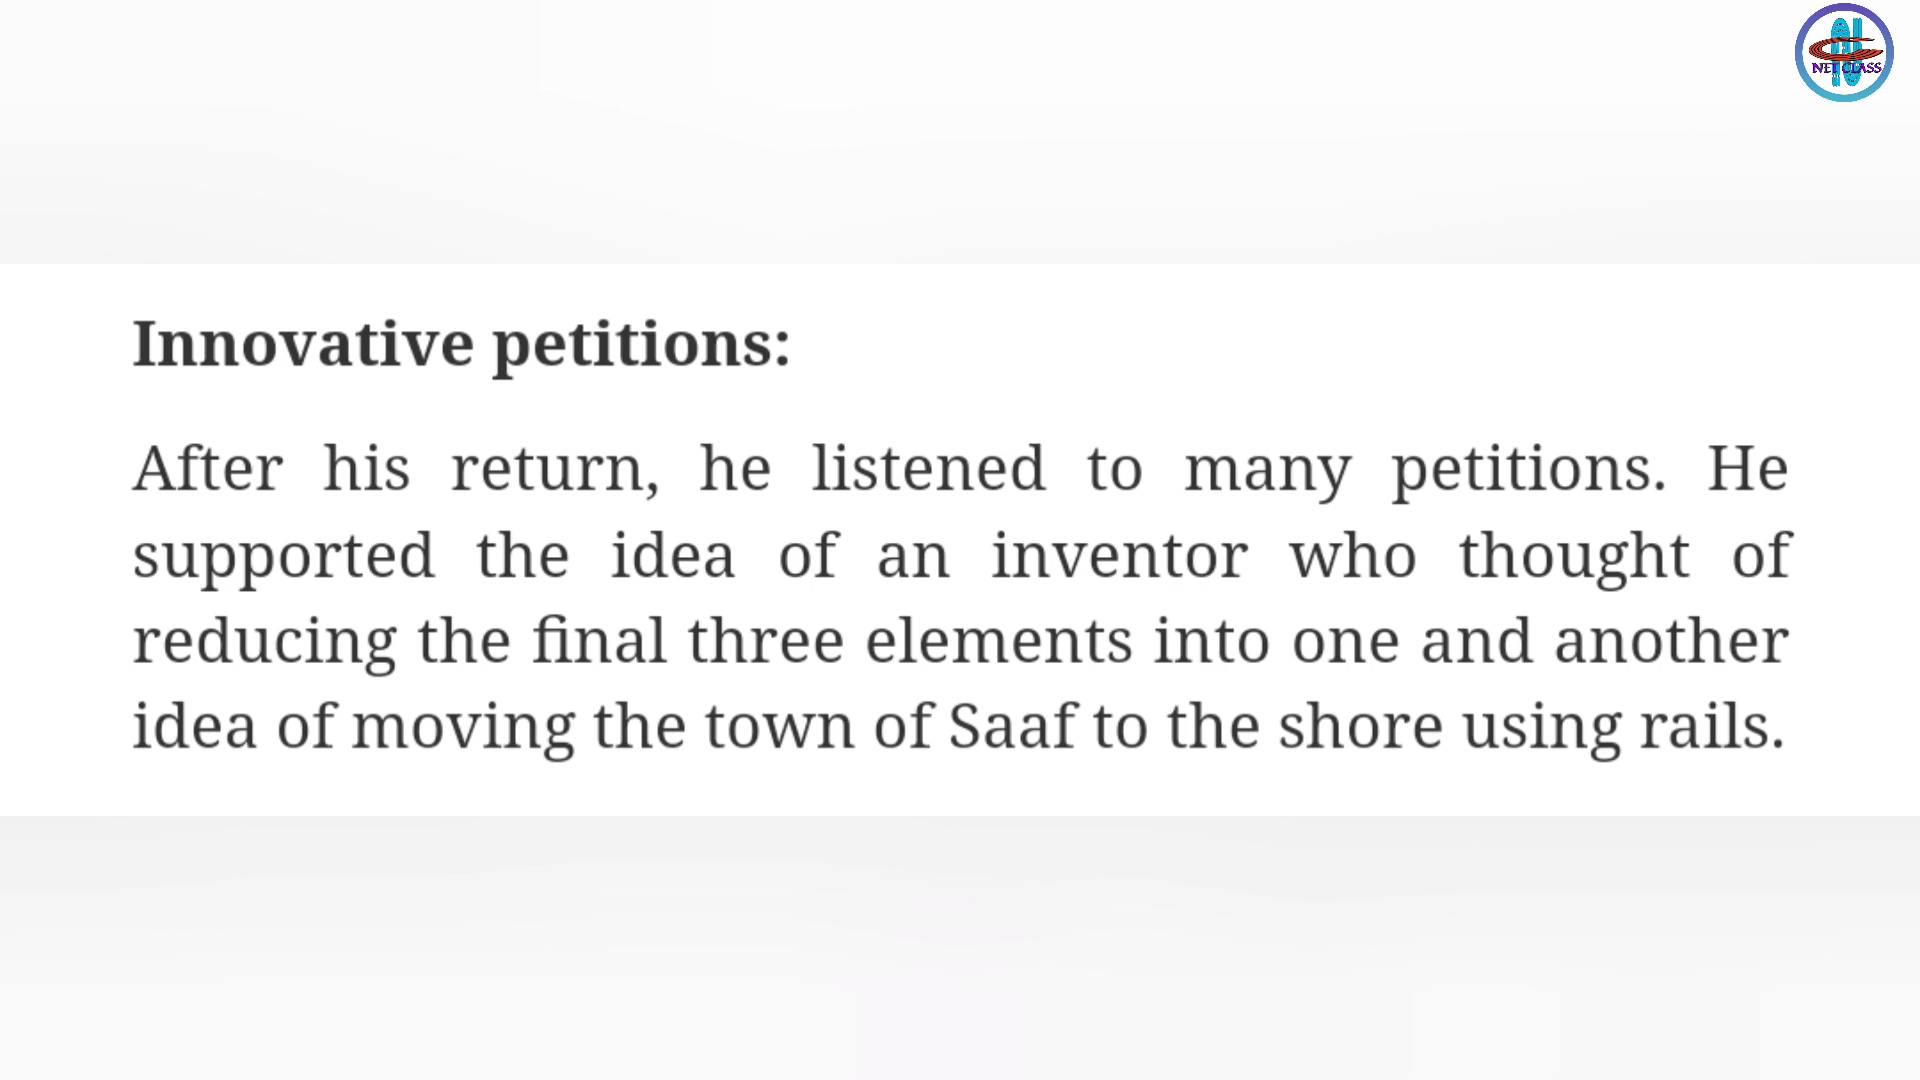 NET CLASS
Innovative petitions:
After his return, he listened to many petitions. He
supported the idea of an inventor who thought of
reducing the final three elements into one and another
idea of moving the town of Saaf to the shore using rails.